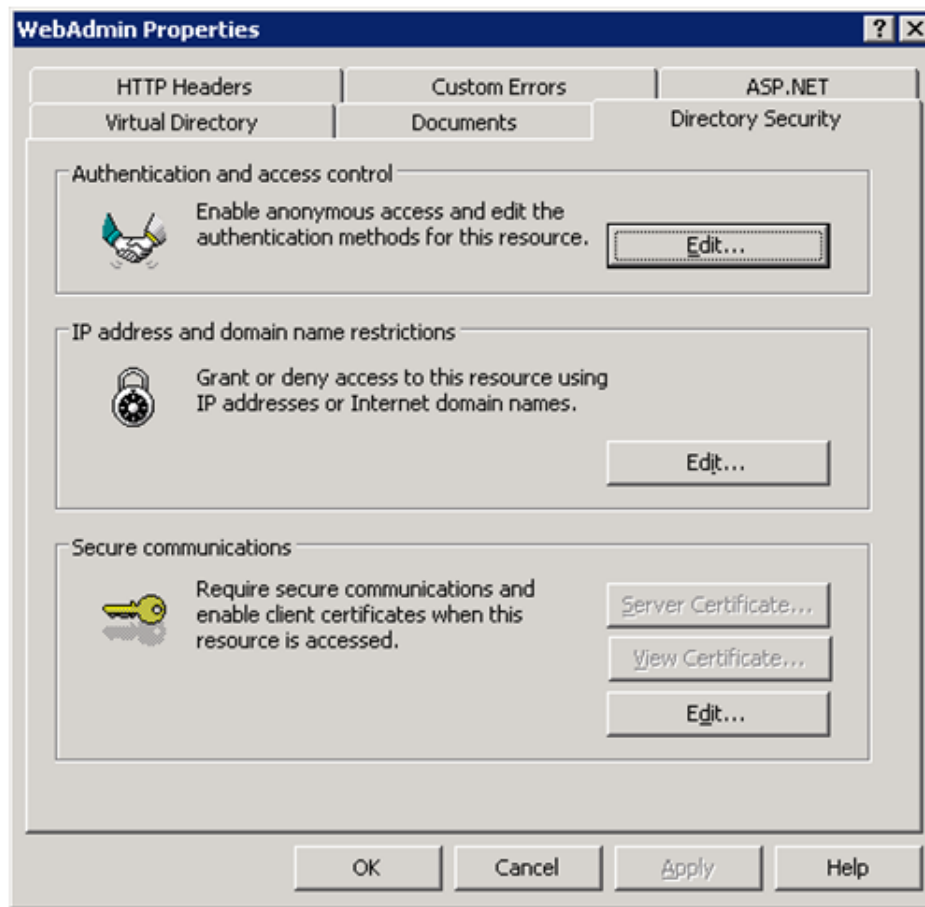 WebAdmin Properties
HTTP Headers
Custom Errors
ASP.NET
Virtual Directory
Documents
Directory Security
Authentication and access control
Enable anonymous access and edit the
authentication methods for this resource.
Edit...
IP address and domain name restrictions
Grant or deny access to this resource using
IP addresses or Internet domain names.
Edit...
Secure communications
Require secure communications and
enable client certificates when this
resource is accessed.
Server Certificate...
View Certificate...
Edit...
OK
Cancel
Apply
Help